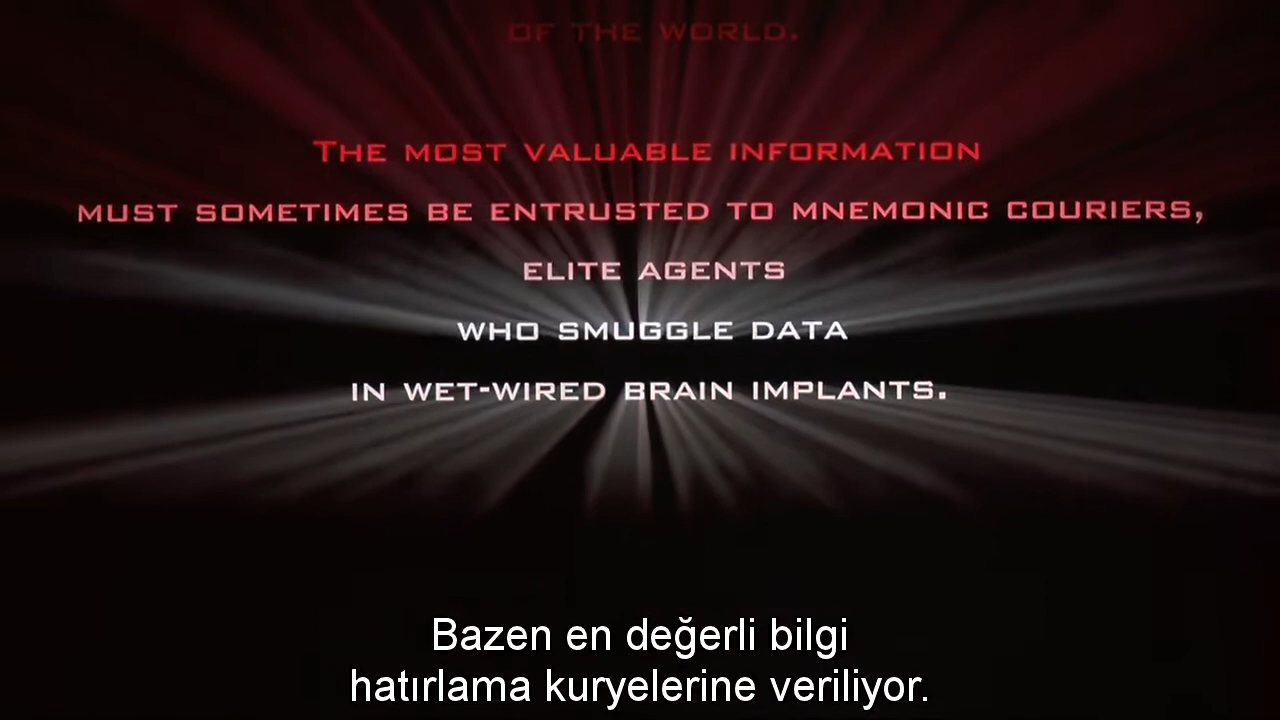 OF THE WORLD.
THE MOST VALUABLE INFORMATION
MUST SOMETIMES BE ENTRUSTED TO MNEMONIC COURIERS,
ELITE AGENTS
WHO SMUGGLE DATA
IN WET-WIRED BRAIN IMPLANTS.
Bazen en değerli bilgi
hatırlama kuryelerine veriliyor.